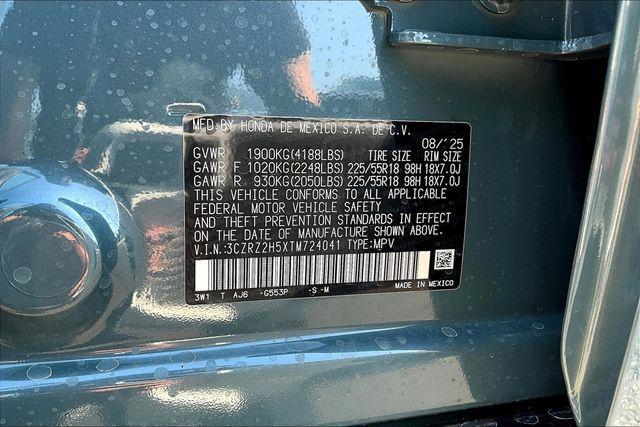 MFD. BY HONDA DE MEXICO S.A. DE C.V.
08/'25
GVWR 1900KG(4188LBS) TIRE SIZE RIM SIZE
GAWR F 1020KG(2248LBS) 225/55R18 98H 18X7.0J
GAWR R 930KG(2050LBS) 225/55R18 98H 18X7.0J
THIS VEHICLE CONFORMS TO ALL APPLICABLE
FEDERAL MOTOR VEHICLE SAFETY
AND THEFT PREVENTION STANDARDS IN EFFECT
ON THE DATE OF MANUFACTURE SHOWN ABOVE.
V.I.N.:3CZRZ2H5XTM724041 TYPE:MPV
3W1 T AJ6 -G553P -S -M MADE IN MEXICO